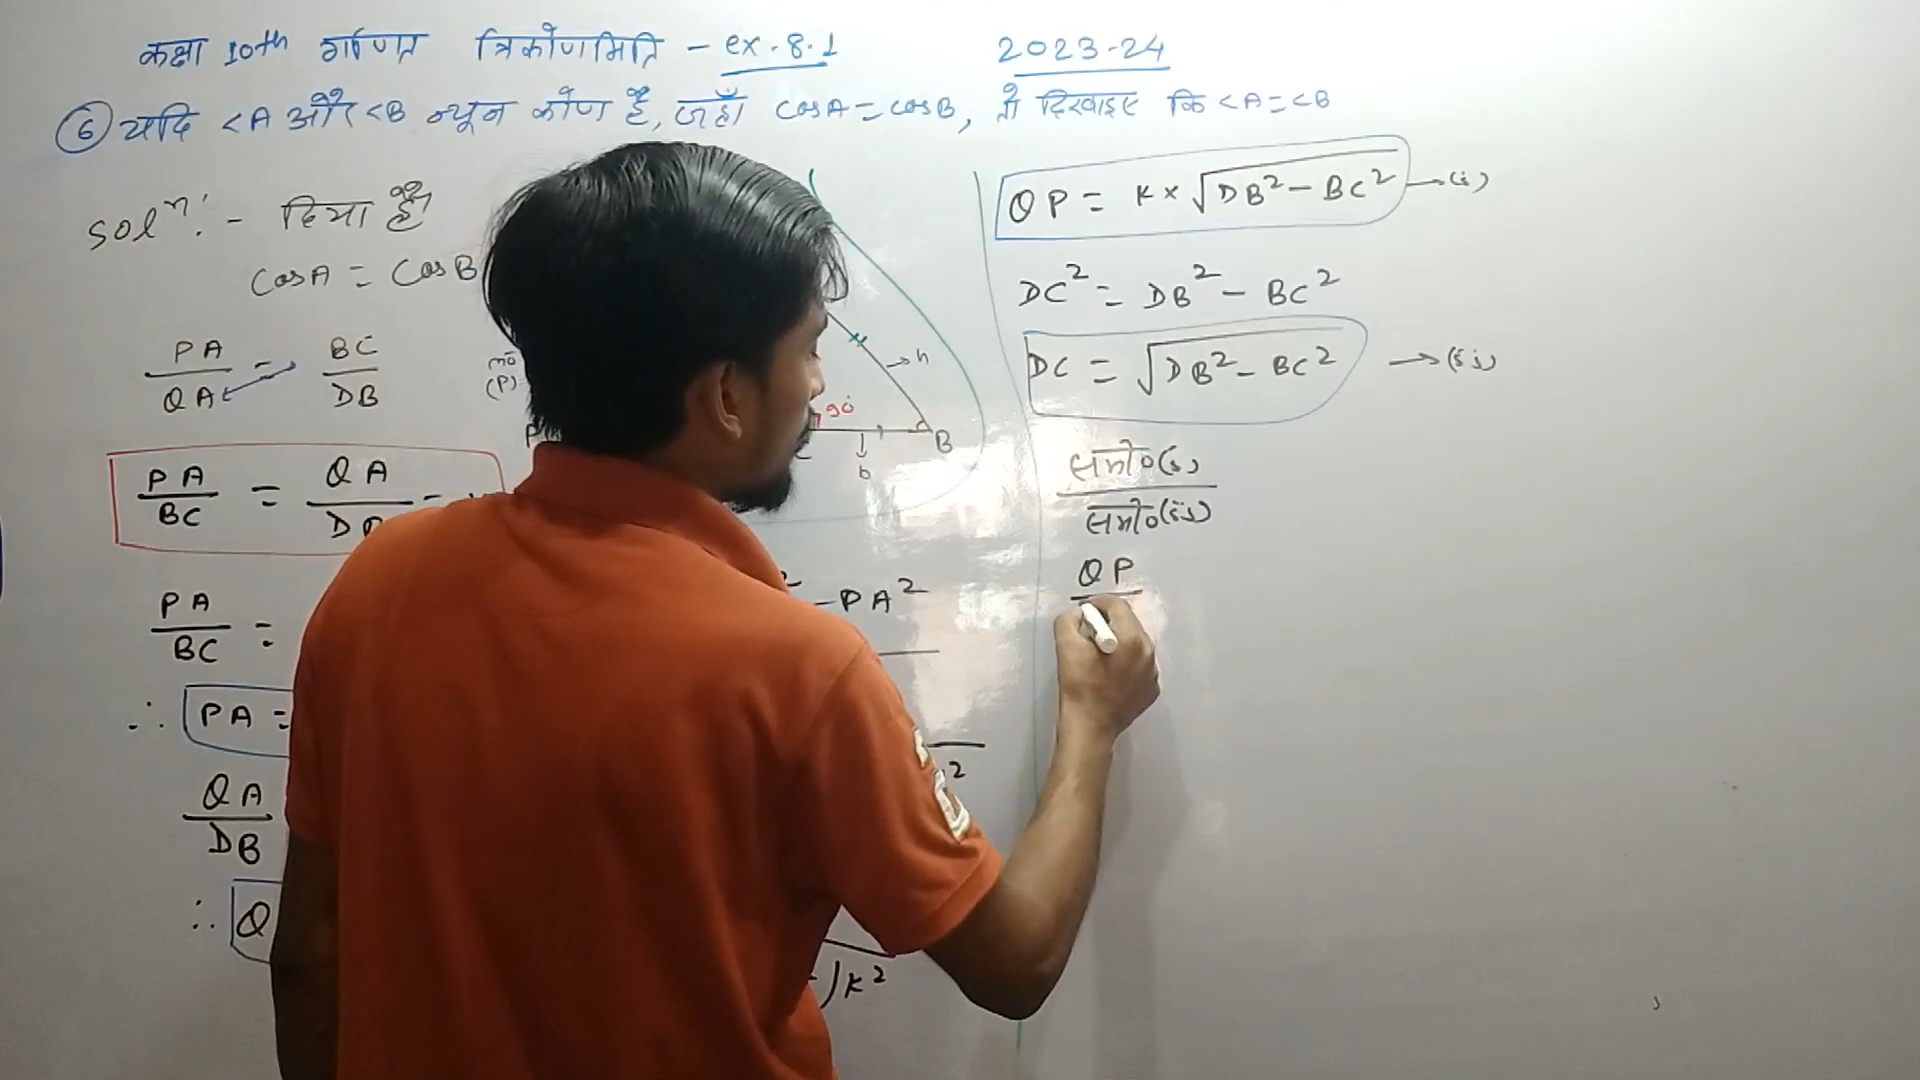 कक्षा 10th गणित त्रिकोणमिति - ex. 8.1 2023-24
⑥ यदि <A और <B न्यून कोण है, जहाँ cosA = cosB, तो दिखाइए कि <A = <B
Solⁿ:- दिया है
cosA = cosB
PA/QA = BC/DB
PA/BC = QA/
PA/BC =
∴ PA =
QA/DB
∴ Q
90°
h
b
B
(P)
- PA²
k²
QP = K × √DB² - BC² → (i)
DC² = DB² - BC²
DC = √DB² - BC² → (ii)
समी०(i)
समी०(ii)
QP